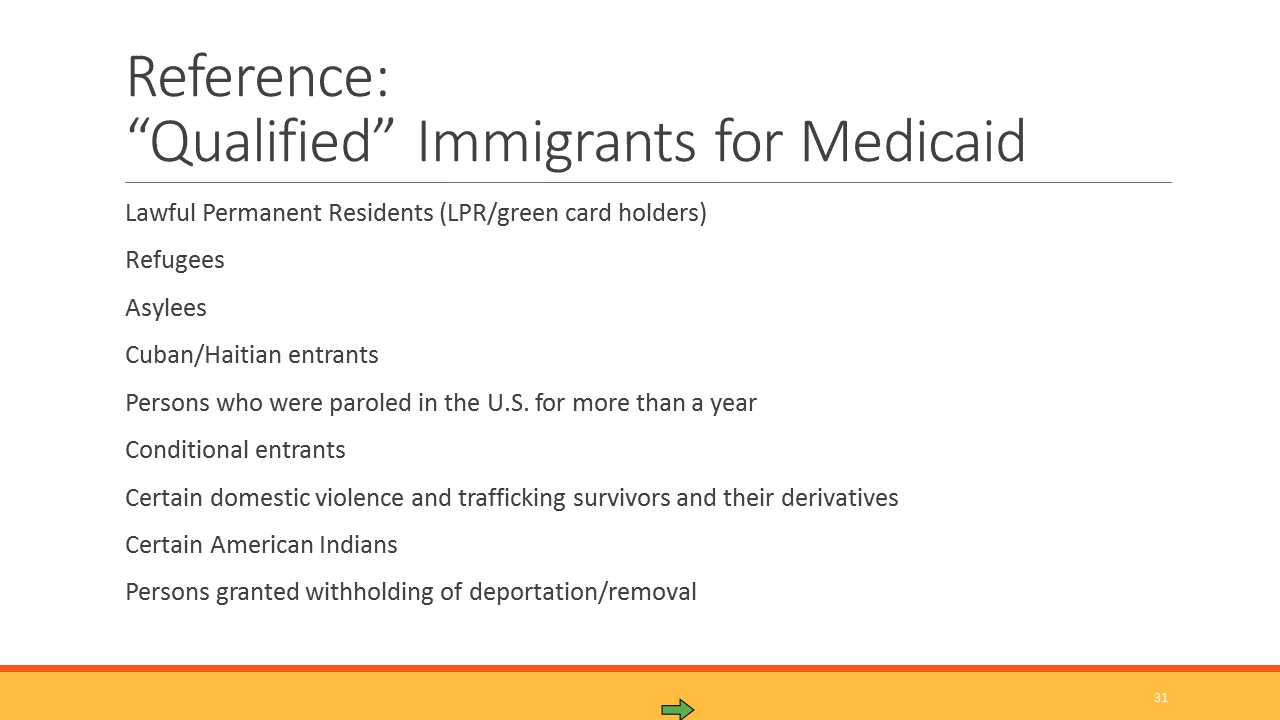 Reference:
“Qualified” Immigrants for Medicaid
Lawful Permanent Residents (LPR/green card holders)
Refugees
Asylees
Cuban/Haitian entrants
Persons who were paroled in the U.S. for more than a year
Conditional entrants
Certain domestic violence and trafficking survivors and their derivatives
Certain American Indians
Persons granted withholding of deportation/removal
31